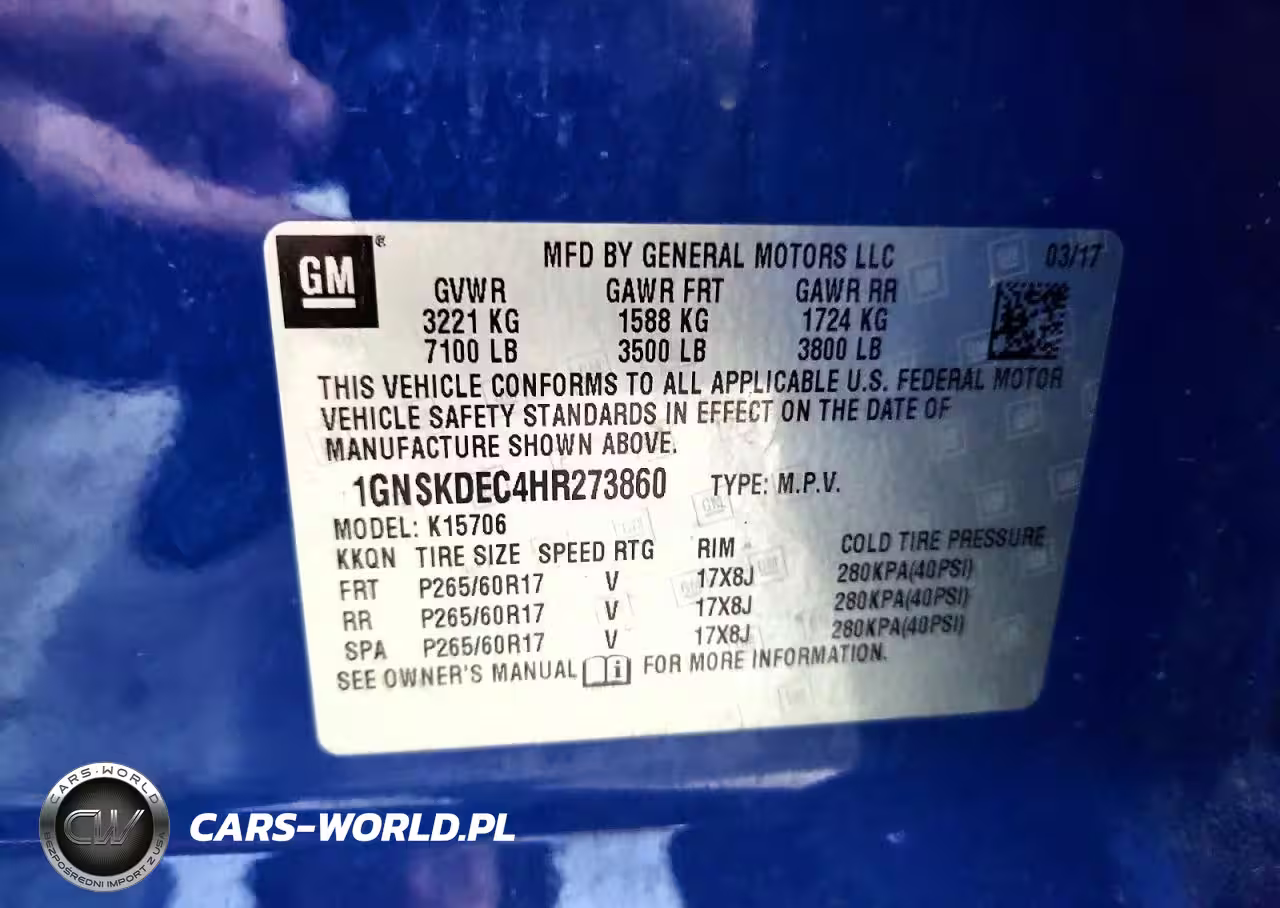 GM
®
MFD BY GENERAL MOTORS LLC 03/17
GVWR GAWR FRT GAWR RR
3221 KG 1588 KG 1724 KG
7100 LB 3500 LB 3800 LB
THIS VEHICLE CONFORMS TO ALL APPLICABLE U.S. FEDERAL MOTOR
VEHICLE SAFETY STANDARDS IN EFFECT ON THE DATE OF
MANUFACTURE SHOWN ABOVE.
1GNSKDEC4HR273860 TYPE: M.P.V.
MODEL: K15706
KKQN TIRE SIZE SPEED RTG RIM COLD TIRE PRESSURE
FRT P265/60R17 V 17X8J 280KPA(40PSI)
RR P265/60R17 V 17X8J 280KPA(40PSI)
SPA P265/60R17 V 17X8J 280KPA(40PSI)
SEE OWNER'S MANUAL i FOR MORE INFORMATION.
CARS-WORLD
CW
BEZPOŚREDNI IMPORT Z USA
CARS-WORLD.PL